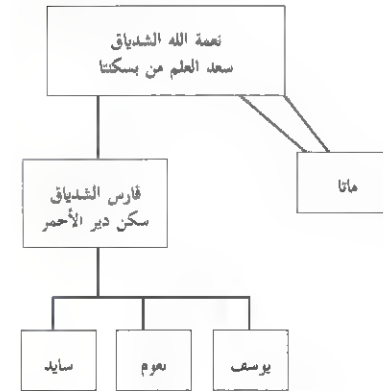 نعمة الله الشدياق
سعد العلم من بسكنتا
ماتا
فارس الشدياق
سكن دير الأحمر
يوسف
نعوم
سايد